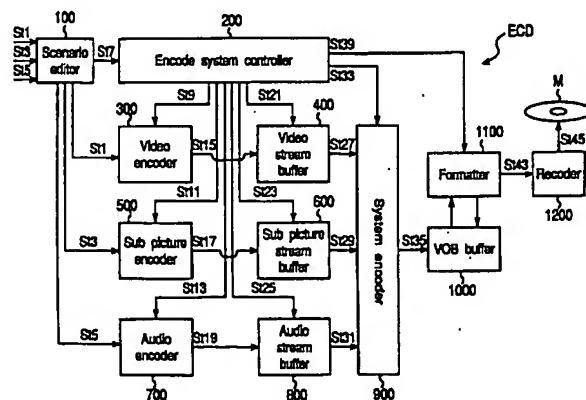 100
200
ECD
St1
St3
St5
Scenario
editor
St7
Encode system controller
St39
St33
M
St9
St21
300
400
1100
St45
St1
Video
encoder
St15
Video
stream
buffer
St27
Formatter
St43
Recoder
1200
St11
St23
500
600
St3
Sub picture
encoder
St17
Sub picture
stream
buffer
St29
System encoder
St35
VOB buffer
1000
St13
St25
St5
Audio
encoder
St19
Audio
stream
buffer
St31
700
800
900